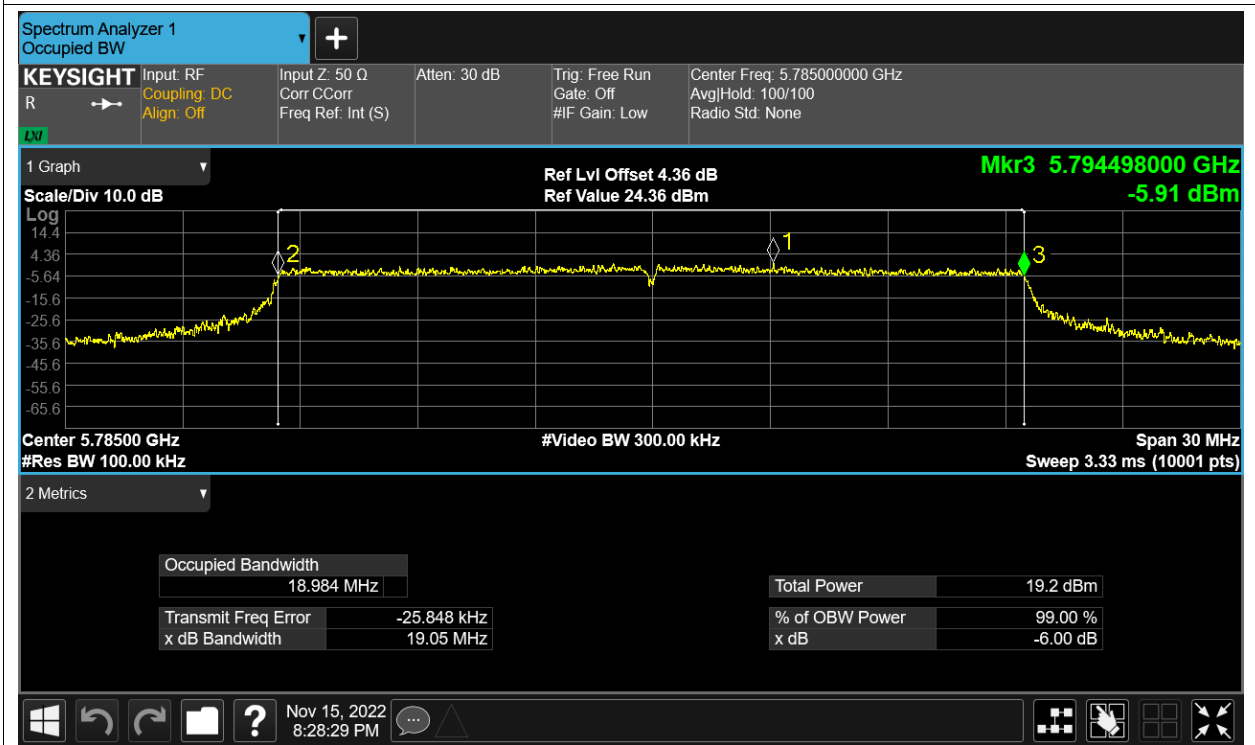 Spectrum Analyzer 1
Occupied BW
KEYSIGHT
R
LXI
Input: RF
Coupling: DC
Align: Off
Input Z: 50 Ω
Corr CCorr
Freq Ref: Int (S)
Atten: 30 dB
Trig: Free Run
Gate: Off
#IF Gain: Low
Center Freq: 5.785000000 GHz
Avg|Hold: 100/100
Radio Std: None
1 Graph
Scale/Div 10.0 dB
Ref Lvl Offset 4.36 dB
Ref Value 24.36 dBm
Mkr3 5.794498000 GHz
-5.91 dBm
Log
14.4
4.36
-5.64
-15.6
-25.6
-35.6
-45.6
-55.6
-65.6
2
1
3
Center 5.78500 GHz
#Video BW 300.00 kHz
Span 30 MHz
#Res BW 100.00 kHz
Sweep 3.33 ms (10001 pts)
2 Metrics
Occupied Bandwidth
18.984 MHz
Total Power 19.2 dBm
Transmit Freq Error -25.848 kHz
% of OBW Power 99.00 %
x dB Bandwidth 19.05 MHz
x dB -6.00 dB
?
Nov 15, 2022
8:28:29 PM